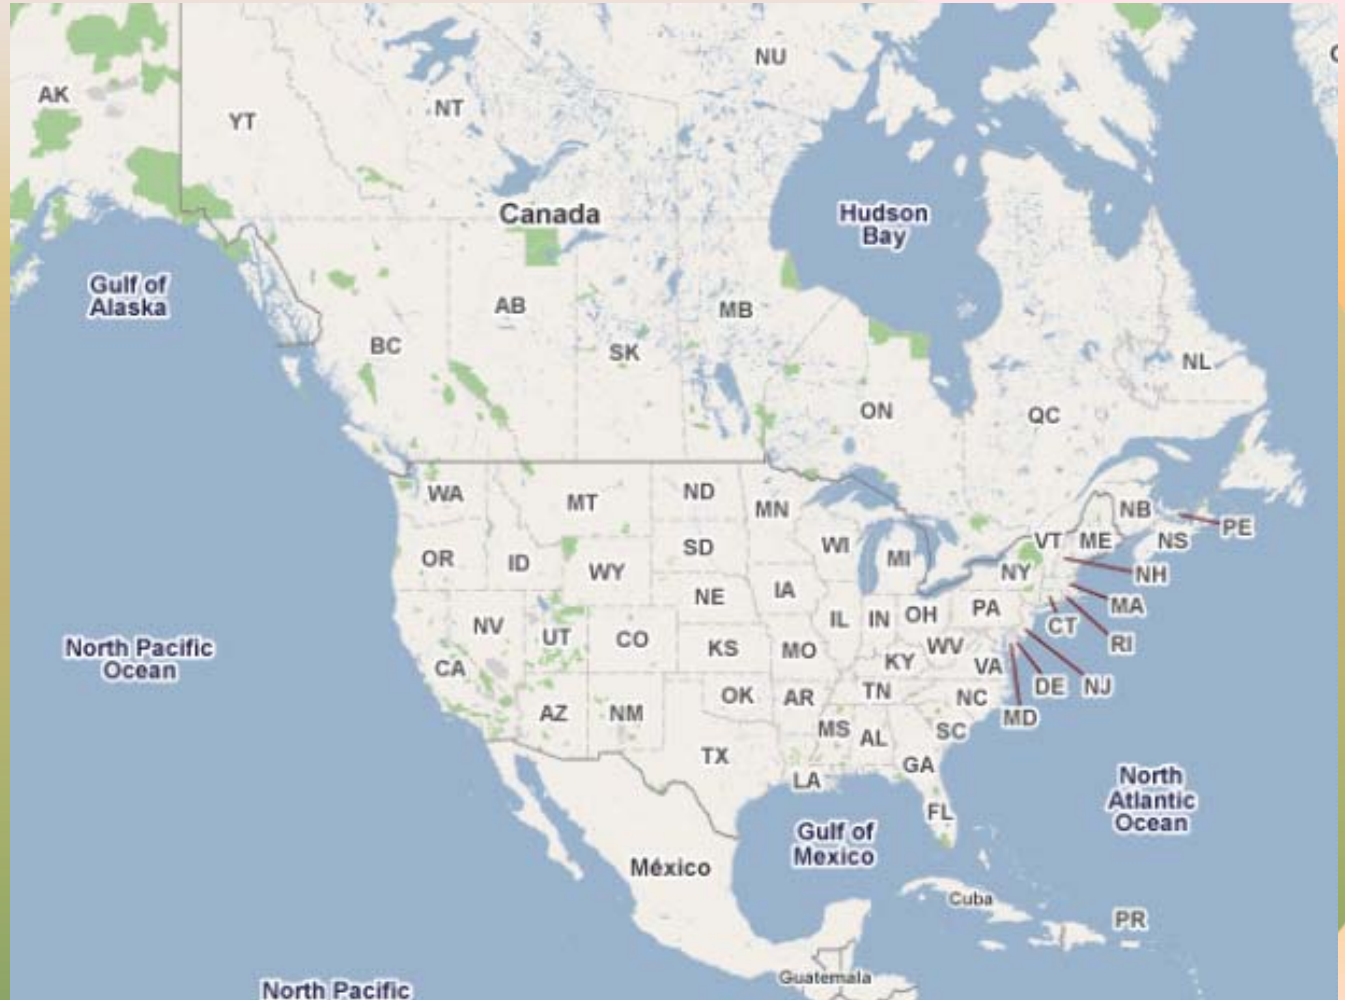 NU
C
AK
NT
YT
Canada
Hudson
Bay
Gulf of
Alaska
AB
MB
BC
SK
NL
ON
QC
WA
MT
ND
MN
NB
PE
OR
ID
SD
WI
MI
VT
ME
NS
WY
NY
NH
NE
IA
MA
NV
UT
CO
IL
IN
OH
PA
CT
RI
North Pacific
Ocean
CA
KS
MO
KY
WV
VA
DE
NJ
AZ
NM
OK
AR
TN
NC
MD
TX
MS
AL
SC
LA
GA
FL
North
Atlantic
Ocean
Gulf of
Mexico
México
Cuba
PR
Guatemala
North Pacific